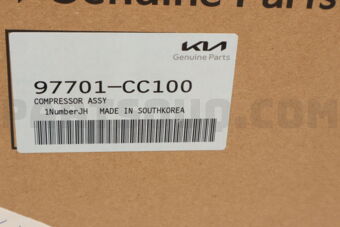 Genuine Parts
KIA
Genuine Parts
97701-CC100
COMPRESSOR ASSY
1NumberJH MADE IN SOUTHKOREA